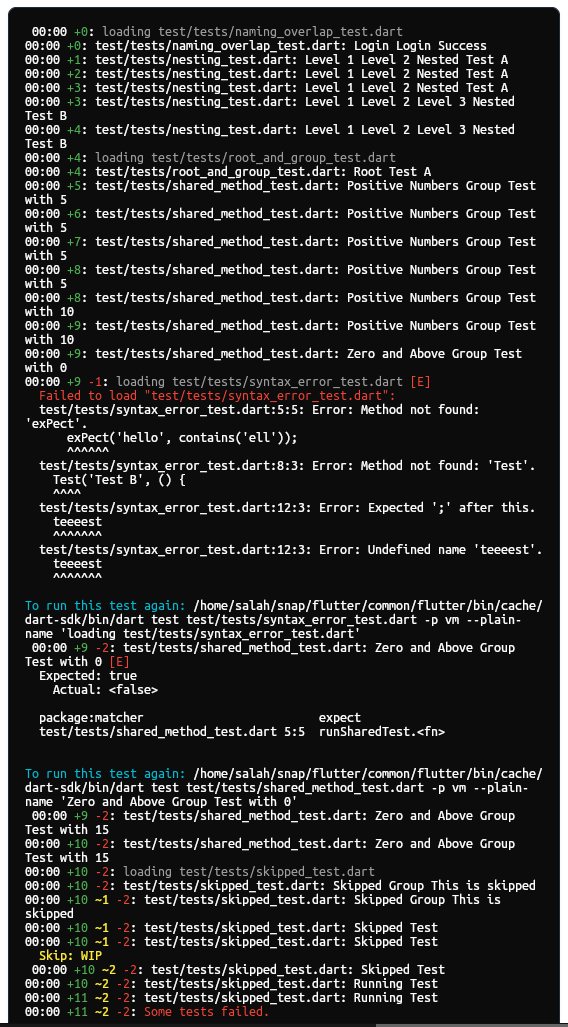 00:00 +0: loading test/tests/naming_overlap_test.dart
00:00 +0: test/tests/naming_overlap_test.dart: Login Login Success
00:00 +1: test/tests/nesting_test.dart: Level 1 Level 2 Nested Test A
00:00 +2: test/tests/nesting_test.dart: Level 1 Level 2 Nested Test A
00:00 +3: test/tests/nesting_test.dart: Level 1 Level 2 Nested Test A
00:00 +3: test/tests/nesting_test.dart: Level 1 Level 2 Level 3 Nested
Test B
00:00 +4: test/tests/nesting_test.dart: Level 1 Level 2 Level 3 Nested
Test B
00:00 +4: loading test/tests/root_and_group_test.dart
00:00 +4: test/tests/root_and_group_test.dart: Root Test A
00:00 +5: test/tests/shared_method_test.dart: Positive Numbers Group Test
with 5
00:00 +6: test/tests/shared_method_test.dart: Positive Numbers Group Test
with 5
00:00 +7: test/tests/shared_method_test.dart: Positive Numbers Group Test
with 5
00:00 +8: test/tests/shared_method_test.dart: Positive Numbers Group Test
with 5
00:00 +8: test/tests/shared_method_test.dart: Positive Numbers Group Test
with 10
00:00 +9: test/tests/shared_method_test.dart: Positive Numbers Group Test
with 10
00:00 +9: test/tests/shared_method_test.dart: Zero and Above Group Test
with 0
00:00 +9 -1: loading test/tests/syntax_error_test.dart [E]
Failed to load "test/tests/syntax_error_test.dart":
test/tests/syntax_error_test.dart:5:5: Error: Method not found:
'exPect'.
exPect('hello', contains('ell'));
^^^^^^
test/tests/syntax_error_test.dart:8:3: Error: Method not found: 'Test'.
Test('Test B', () {
^^^^
test/tests/syntax_error_test.dart:12:3: Error: Expected ';' after this.
teeeest
^^^^^^^
test/tests/syntax_error_test.dart:12:3: Error: Undefined name 'teeeest'.
teeeest
^^^^^^^
To run this test again: /home/salah/snap/flutter/common/flutter/bin/cache/
dart-sdk/bin/dart test test/tests/syntax_error_test.dart -p vm --plain-
name 'loading test/tests/syntax_error_test.dart'
00:00 +9 -2: test/tests/shared_method_test.dart: Zero and Above Group
Test with 0 [E]
Expected: true
Actual: <false>
package:matcher expect
test/tests/shared_method_test.dart 5:5 runSharedTest.<fn>
To run this test again: /home/salah/snap/flutter/common/flutter/bin/cache/
dart-sdk/bin/dart test test/tests/shared_method_test.dart -p vm --plain-
name 'Zero and Above Group Test with 0'
00:00 +9 -2: test/tests/shared_method_test.dart: Zero and Above Group
Test with 15
00:00 +10 -2: test/tests/shared_method_test.dart: Zero and Above Group
Test with 15
00:00 +10 -2: loading test/tests/skipped_test.dart
00:00 +10 -2: test/tests/skipped_test.dart: Skipped Group This is skipped
00:00 +10 ~1 -2: test/tests/skipped_test.dart: Skipped Group This is
skipped
00:00 +10 ~1 -2: test/tests/skipped_test.dart: Skipped Test
00:00 +10 ~1 -2: test/tests/skipped_test.dart: Skipped Test
Skip: WIP
00:00 +10 ~2 -2: test/tests/skipped_test.dart: Skipped Test
00:00 +10 ~2 -2: test/tests/skipped_test.dart: Running Test
00:00 +11 ~2 -2: test/tests/skipped_test.dart: Running Test
00:00 +11 ~2 -2: Some tests failed.